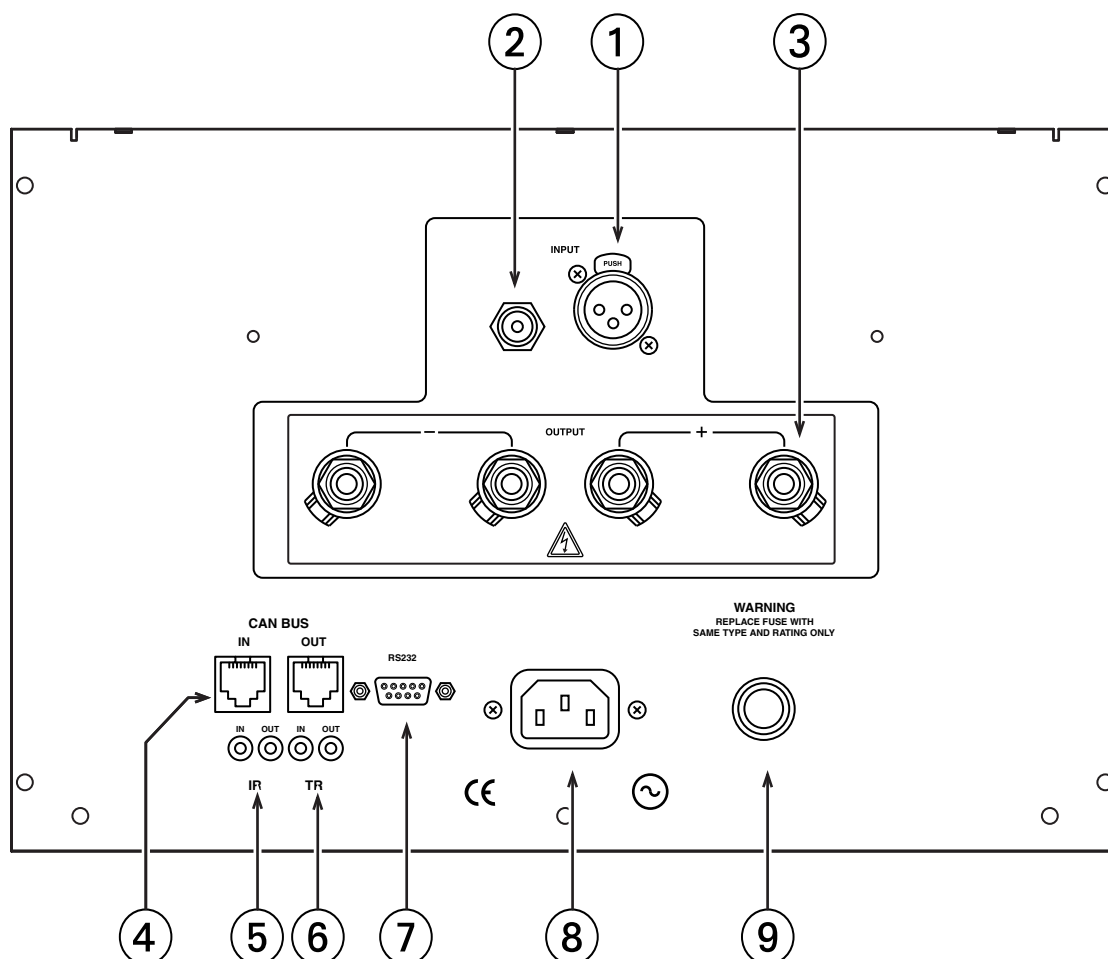 2 1 3
INPUT
PUSH
− OUTPUT +
CAN BUS
IN OUT
RS232
WARNING
REPLACE FUSE WITH
SAME TYPE AND RATING ONLY
IN OUT IN OUT
IR TR
CE
4 5 6 7 8 9